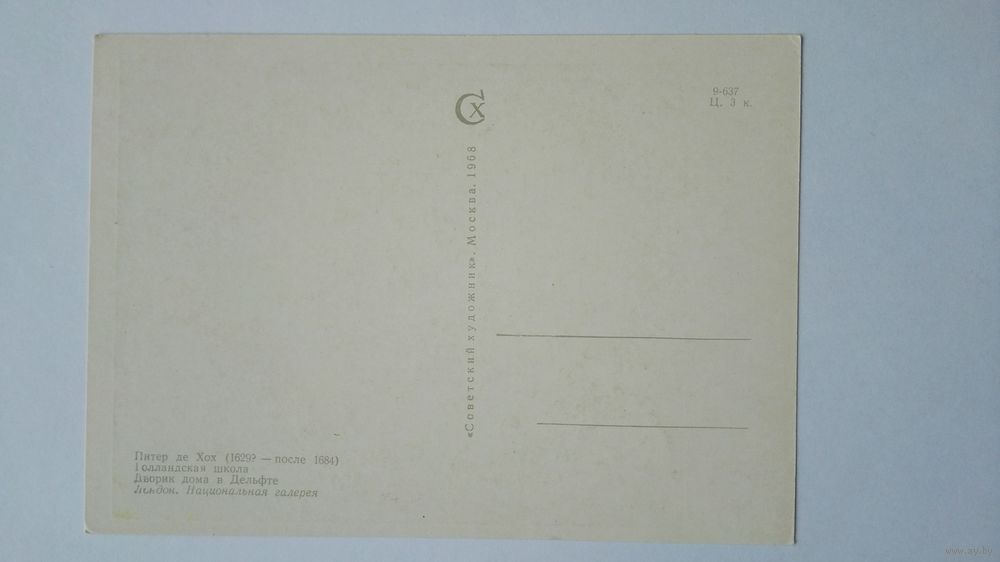 Сх
9-637
Ц. 3 к.
«Советский художник». Москва. 1968
Питер де Хох (1629? — после 1684)
Голландская школа
Дворик дома в Дельфте
Лондон. Национальная галерея
www.ay.by